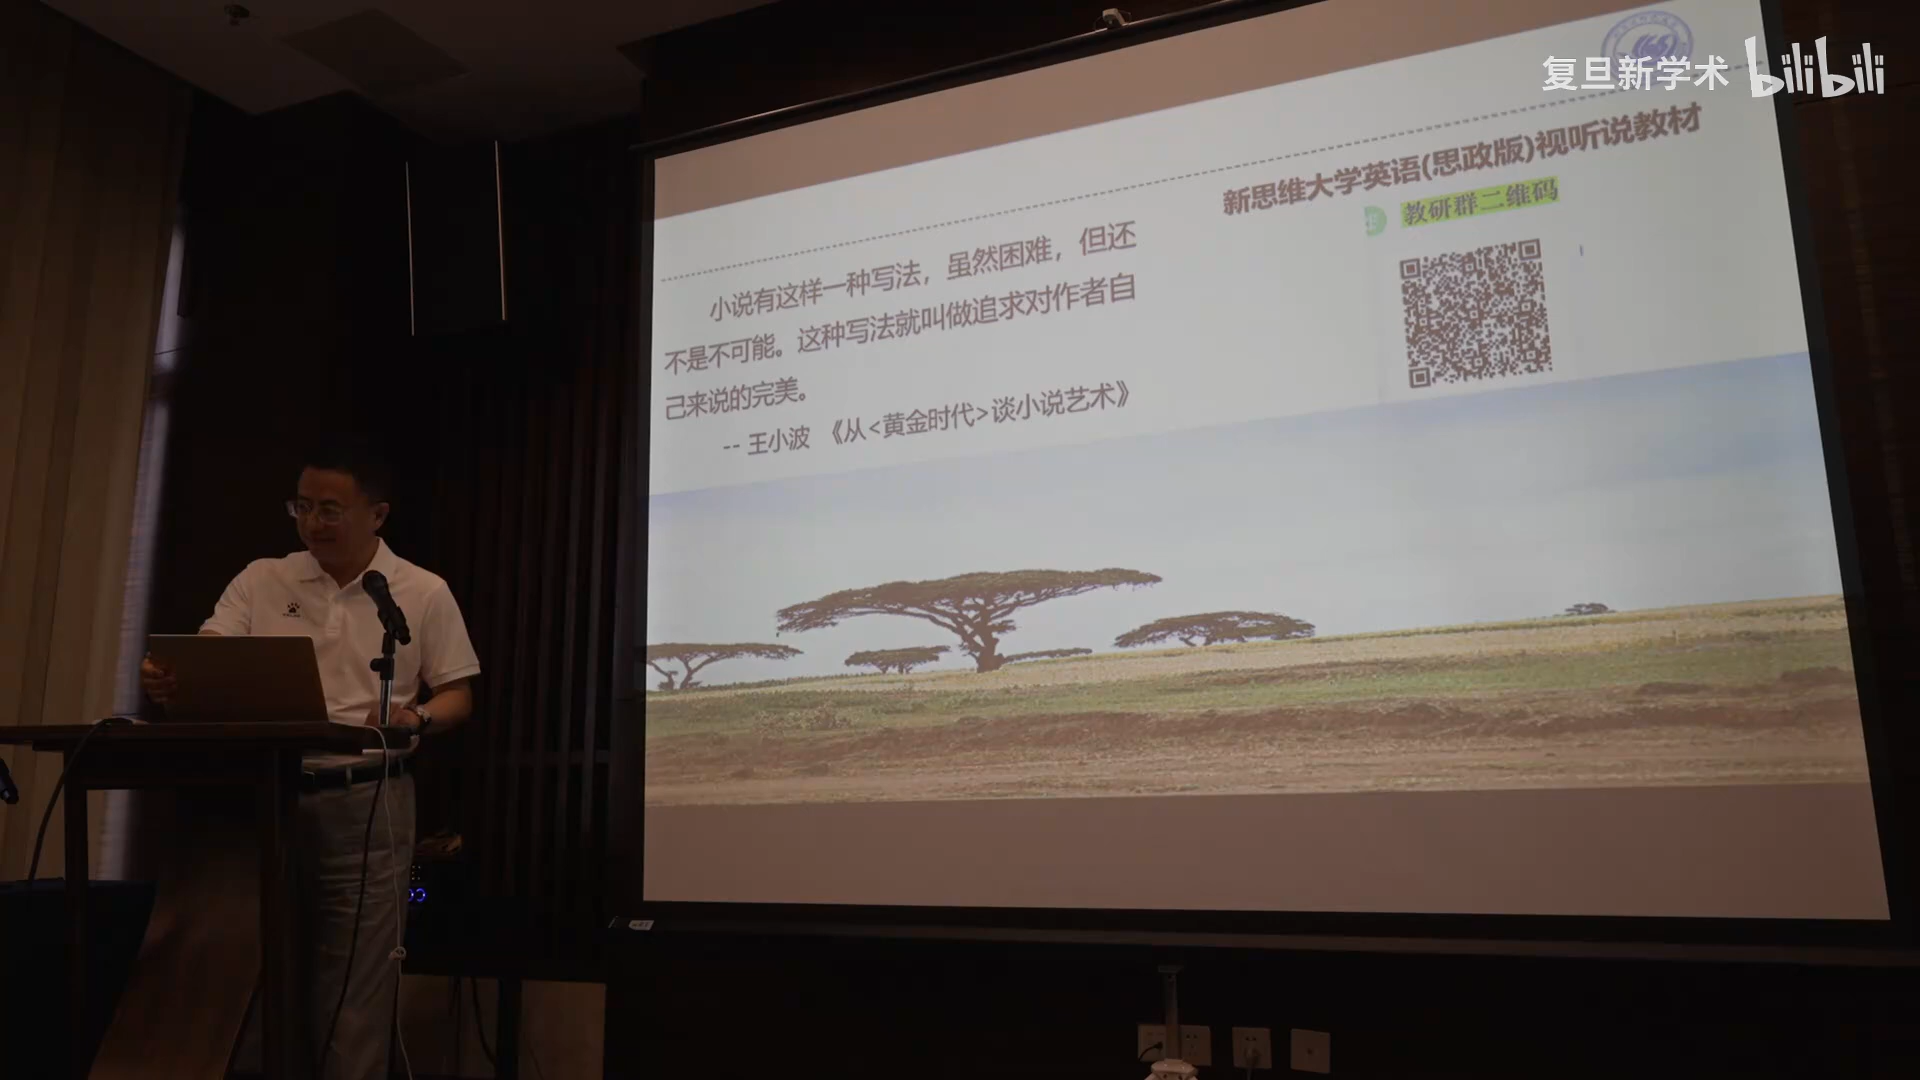 复旦新学术 bilibili
新思维大学英语(思政版)视听说教材
教研群二维码
小说有这样一种写法，虽然困难，但还
不是不可能。这种写法就叫做追求对作者自
己来说的完美。
-- 王小波 《从<黄金时代>谈小说艺术》